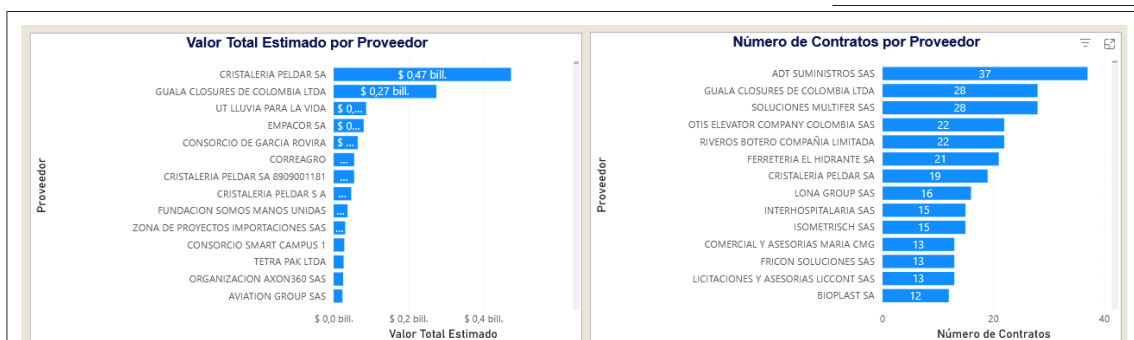 Valor Total Estimado por Proveedor
CRISTALERIA PELDAR SA $ 0,47 bill.
GUALA CLOSURES DE COLOMBIA LTDA $ 0,27 bill.
UT LLUVIA PARA LA VIDA $ 0,...
EMPACOR SA $ 0...
CONSORCIO DE GARCIA ROVIRA $ ...
CORREAGRO ...
CRISTALERIA PELDAR SA 8909001181 ...
CRISTALERIA PELDAR S A ...
FUNDACION SOMOS MANOS UNIDAS ...
ZONA DE PROYECTOS IMPORTACIONES SAS ...
CONSORCIO SMART CAMPUS 1
TETRA PAK LTDA
ORGANIZACION AXON360 SAS
AVIATION GROUP SAS
Proveedor
$ 0,0 bill. $ 0,2 bill. $ 0,4 bill.
Valor Total Estimado
Número de Contratos por Proveedor
ADT SUMINISTROS SAS 37
GUALA CLOSURES DE COLOMBIA LTDA 28
SOLUCIONES MULTIFER SAS 28
OTIS ELEVATOR COMPANY COLOMBIA SAS 22
RIVEROS BOTERO COMPAÑIA LIMITADA 22
FERRETERIA EL HIDRANTE SA 21
CRISTALERIA PELDAR SA 19
LONA GROUP SAS 16
INTERHOSPITALARIA SAS 15
ISOMETRISCH SAS 15
COMERCIAL Y ASESORIAS MARIA CMG 13
FRICON SOLUCIONES SAS 13
LICITACIONES Y ASESORIAS LICCONT SAS 13
BIOPLAST SA 12
Proveedor
0 20 40
Número de Contratos